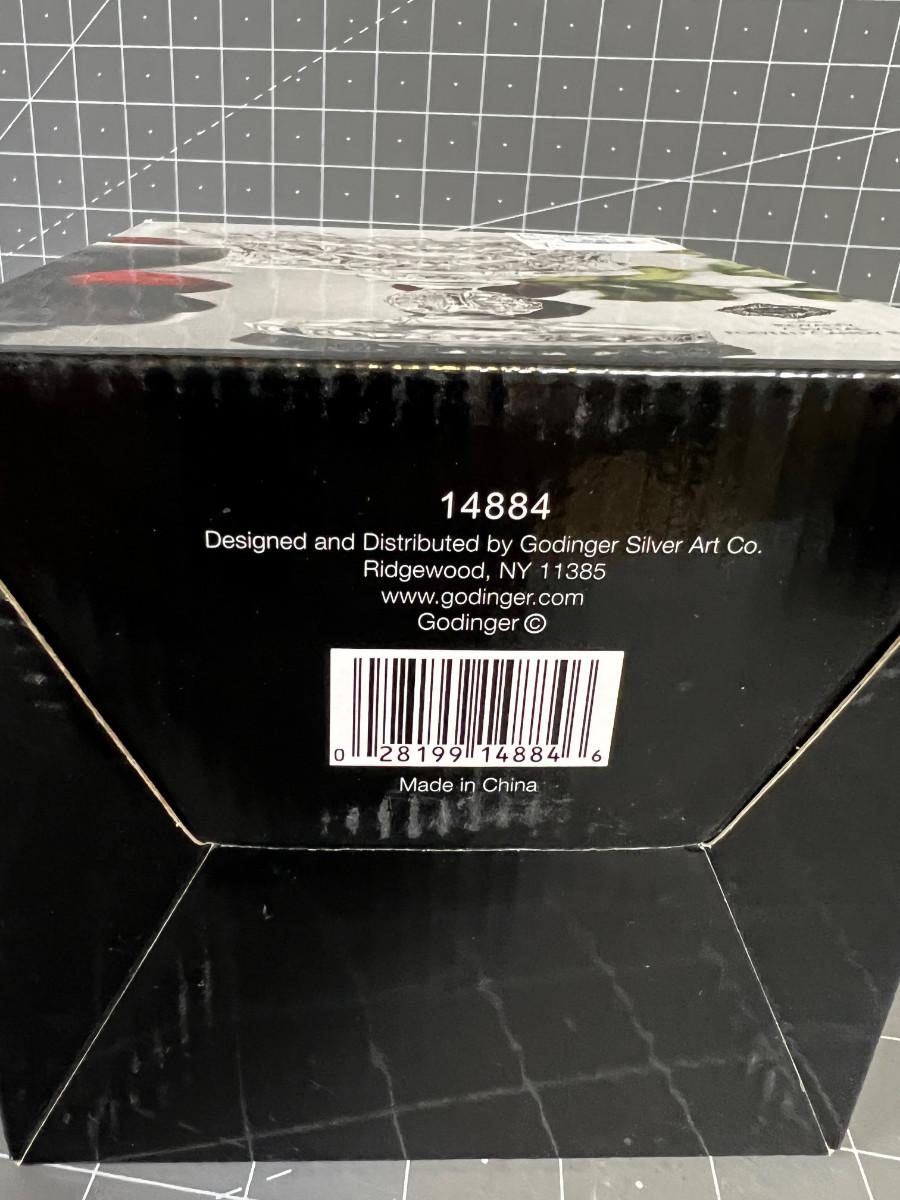 14884
Designed and Distributed by Godinger Silver Art Co.
Ridgewood, NY 11385
www.godinger.com
Godinger ©
0 28199 14884 6
Made in China